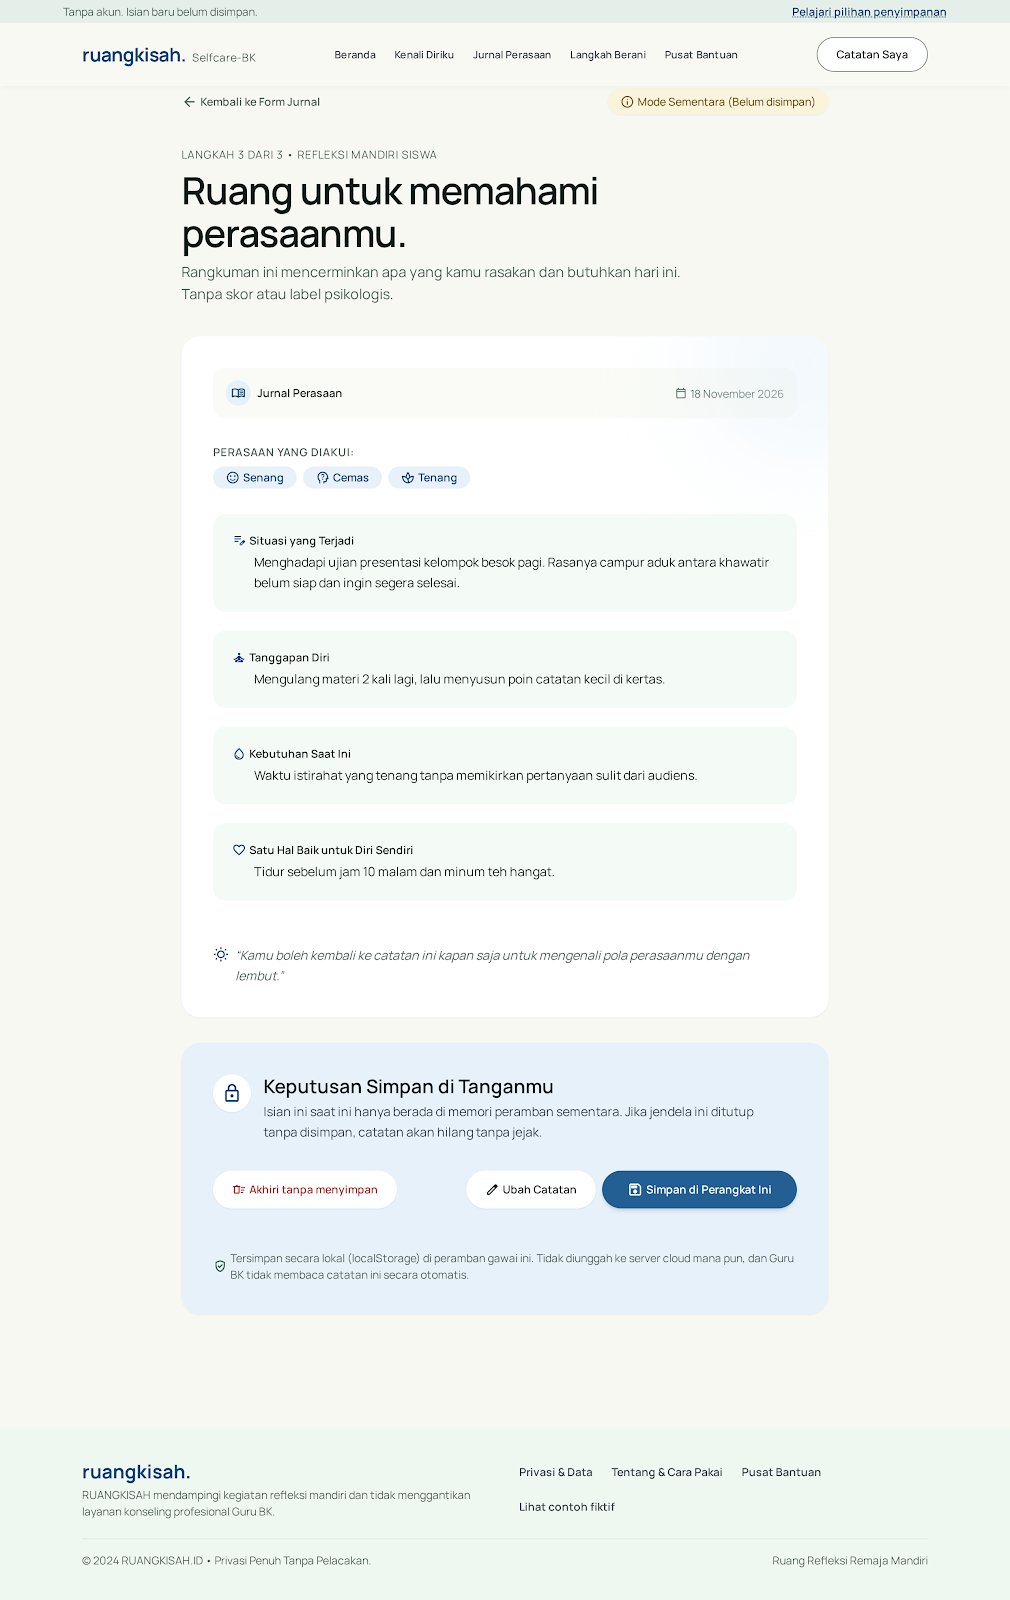 Tanpa akun. Isian baru belum disimpan.
Pelajari pilihan penyimpanan
ruangkisah. Selfcare-BK
Beranda
Kenali Diriku
Jurnal Perasaan
Langkah Berani
Pusat Bantuan
Catatan Saya
Kembali ke Form Jurnal
Mode Sementara (Belum disimpan)
LANGKAH 3 DARI 3 • REFLEKSI MANDIRI SISWA
Ruang untuk memahami
perasaanmu.
Rangkuman ini mencerminkan apa yang kamu rasakan dan butuhkan hari ini.
Tanpa skor atau label psikologis.
Jurnal Perasaan
18 November 2026
PERASAAN YANG DIAKUI:
Senang
Cemas
Tenang
Situasi yang Terjadi
Menghadapi ujian presentasi kelompok besok pagi. Rasanya campur aduk antara khawatir
belum siap dan ingin segera selesai.
Tanggapan Diri
Mengulang materi 2 kali lagi, lalu menyusun poin catatan kecil di kertas.
Kebutuhan Saat Ini
Waktu istirahat yang tenang tanpa memikirkan pertanyaan sulit dari audiens.
Satu Hal Baik untuk Diri Sendiri
Tidur sebelum jam 10 malam dan minum teh hangat.
"Kamu boleh kembali ke catatan ini kapan saja untuk mengenali pola perasaanmu dengan
lembut."
Keputusan Simpan di Tanganmu
Isian ini saat ini hanya berada di memori peramban sementara. Jika jendela ini ditutup
tanpa disimpan, catatan akan hilang tanpa jejak.
Akhiri tanpa menyimpan
Ubah Catatan
Simpan di Perangkat Ini
Tersimpan secara lokal (localStorage) di peramban gawai ini. Tidak diunggah ke server cloud mana pun, dan Guru
BK tidak membaca catatan ini secara otomatis.
ruangkisah.
RUANGKISAH mendampingi kegiatan refleksi mandiri dan tidak menggantikan
layanan konseling profesional Guru BK.
Privasi & Data
Tentang & Cara Pakai
Pusat Bantuan
Lihat contoh fiktif
© 2024 RUANGKISAH.ID • Privasi Penuh Tanpa Pelacakan.
Ruang Refleksi Remaja Mandiri